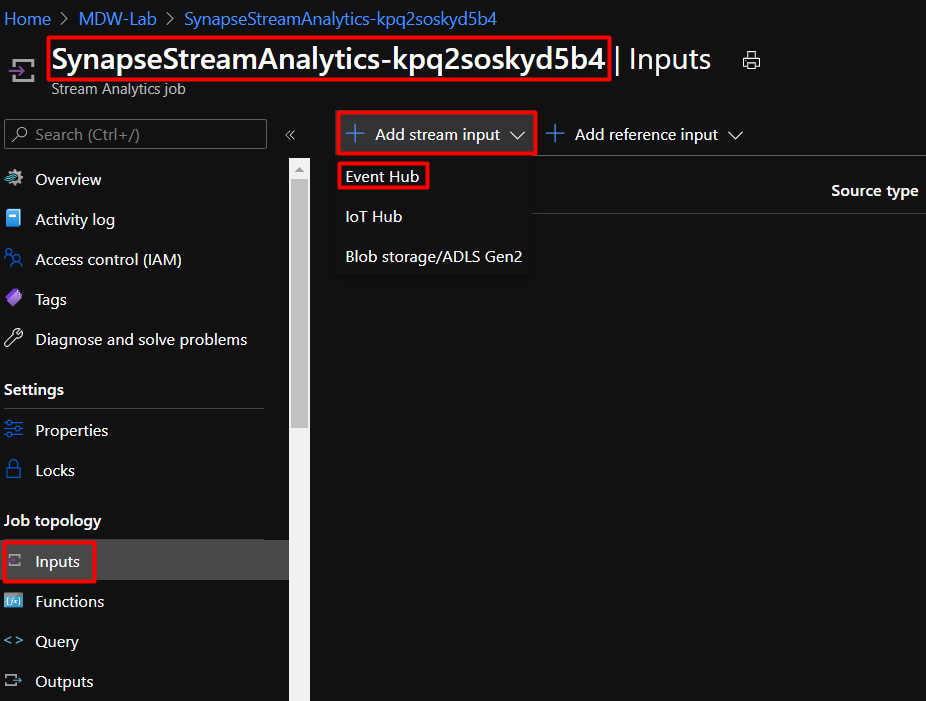 Home > MDW-Lab > SynapseStreamAnalytics-kpq2soskyd5b4
SynapseStreamAnalytics-kpq2soskyd5b4 | Inputs
Stream Analytics job
Search (Ctrl+/)
«
Add stream input
Add reference input
Event Hub
IoT Hub
Blob storage/ADLS Gen2
Source type
Overview
Activity log
Access control (IAM)
Tags
Diagnose and solve problems
Settings
Properties
Locks
Job topology
Inputs
Functions
Query
Outputs